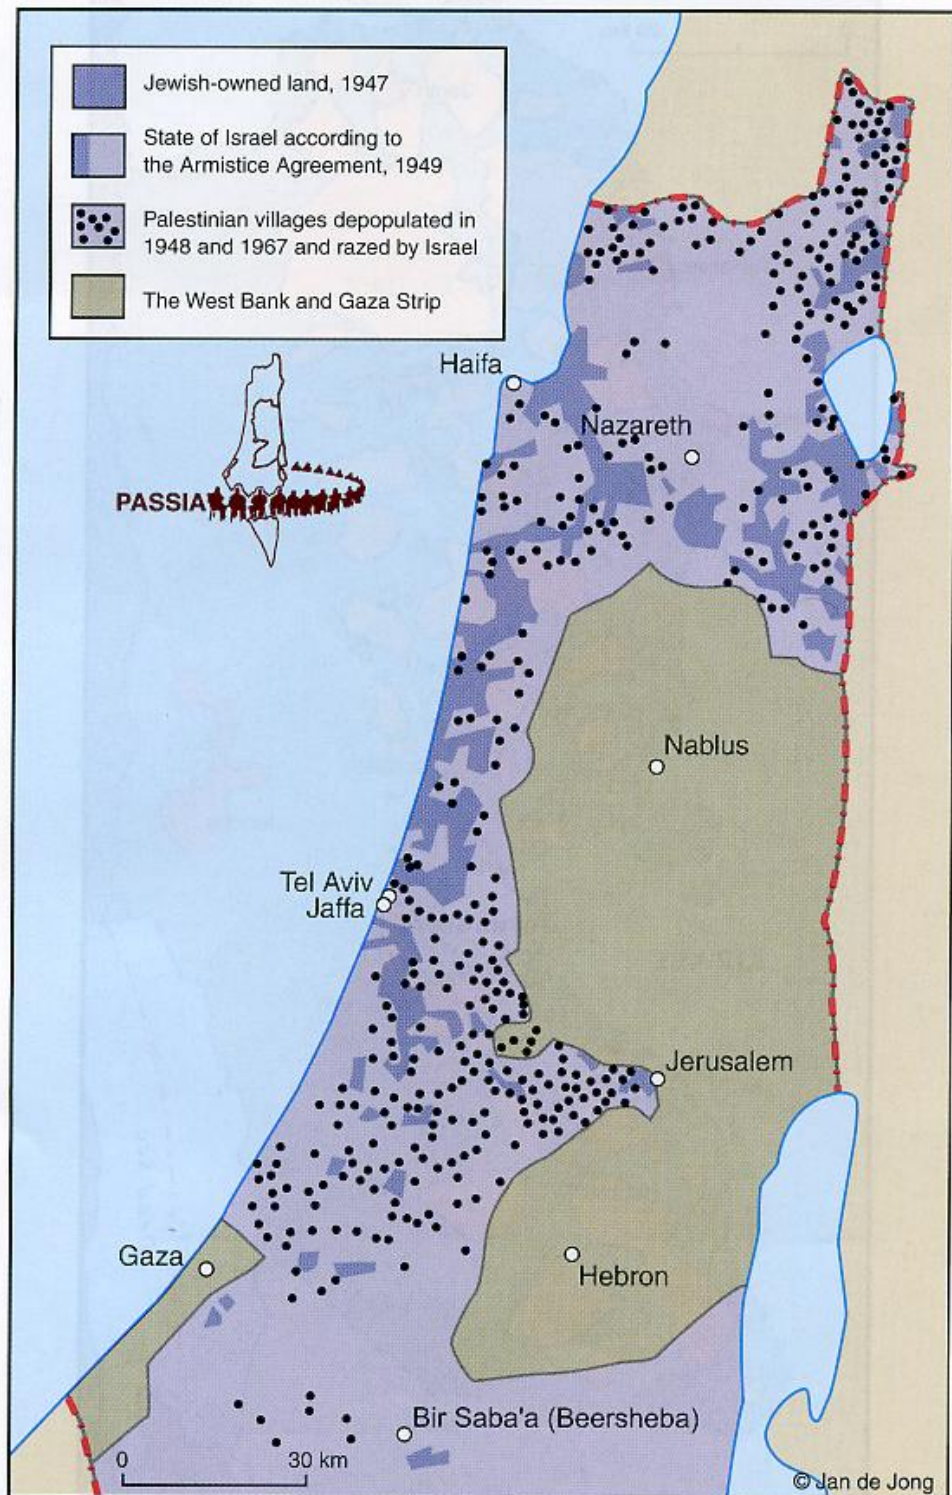 Jewish-owned land, 1947
State of Israel according to
the Armistice Agreement, 1949
Palestinian villages depopulated in
1948 and 1967 and razed by Israel
The West Bank and Gaza Strip
Haifa
Nazareth
PASSIA
Nablus
Tel Aviv
Jaffa
Jerusalem
Gaza
Hebron
Bir Saba'a (Beersheba)
0 30 km
© Jan de Jong